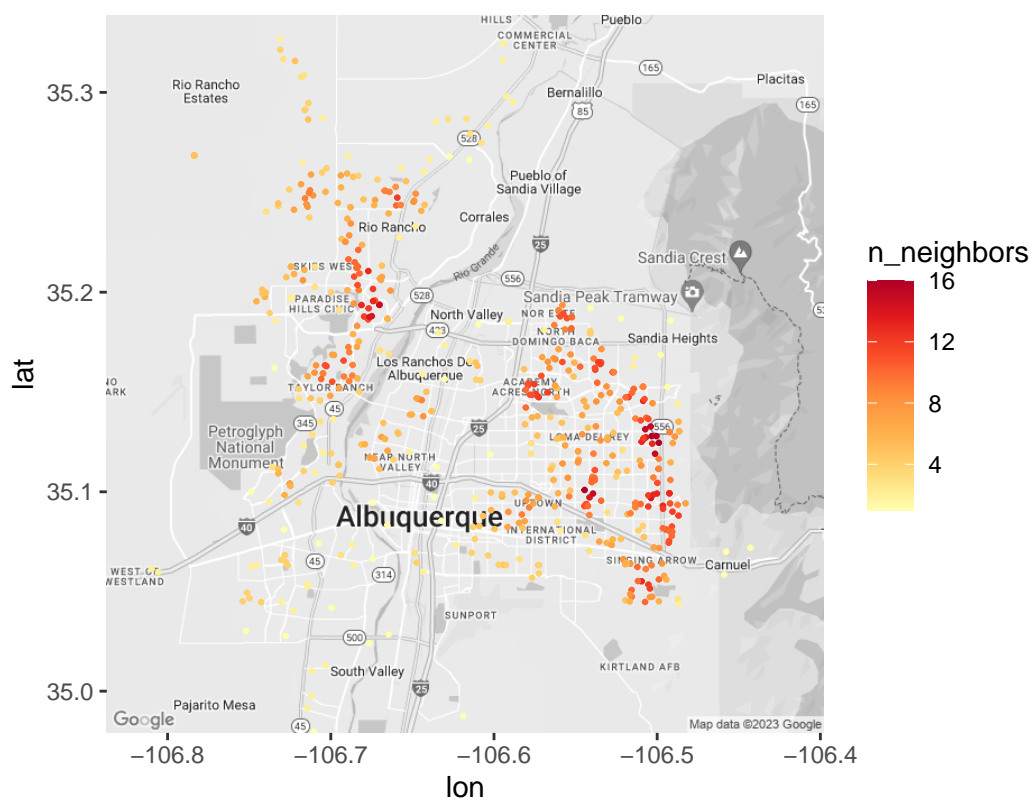 HILLS
Pueblo
COMMERCIAL
CENTER
165
Placitas
35.3
Rio Rancho
Estates
Bernalillo
85
165
528
Pueblo of
Sandia Village
Corrales
Rio Rancho
25
Sandia Crest
n_neighbors
SKIES WEST
Rio Grande
556
16
35.2
PARADISE
HILLS CIVIC
528
Sandia Peak Tramway
North Valley
NOR ESTE
423
NORTH
DOMINGO BACA
Sandia Heights
12
lat
Los Ranchos De
Albuquerque
TAYLOR RANCH
ACADEMY
ACRES NORTH
ARK
45
8
345
25
556
Petroglyph
National
Monument
LOMA DEL REY
NEAR NORTH
VALLEY
4
35.1
40
UPTOWN
40
Albuquerque
INTERNATIONAL
DISTRICT
45
SINGING ARROW
Carnuel
WEST OF
WESTLAND
314
SUNPORT
500
South Valley
KIRTLAND AFB
25
35.0
Pajarito Mesa
45
Google
Map data ©2023 Google
−106.8
−106.7
−106.6
−106.5
−106.4
lon